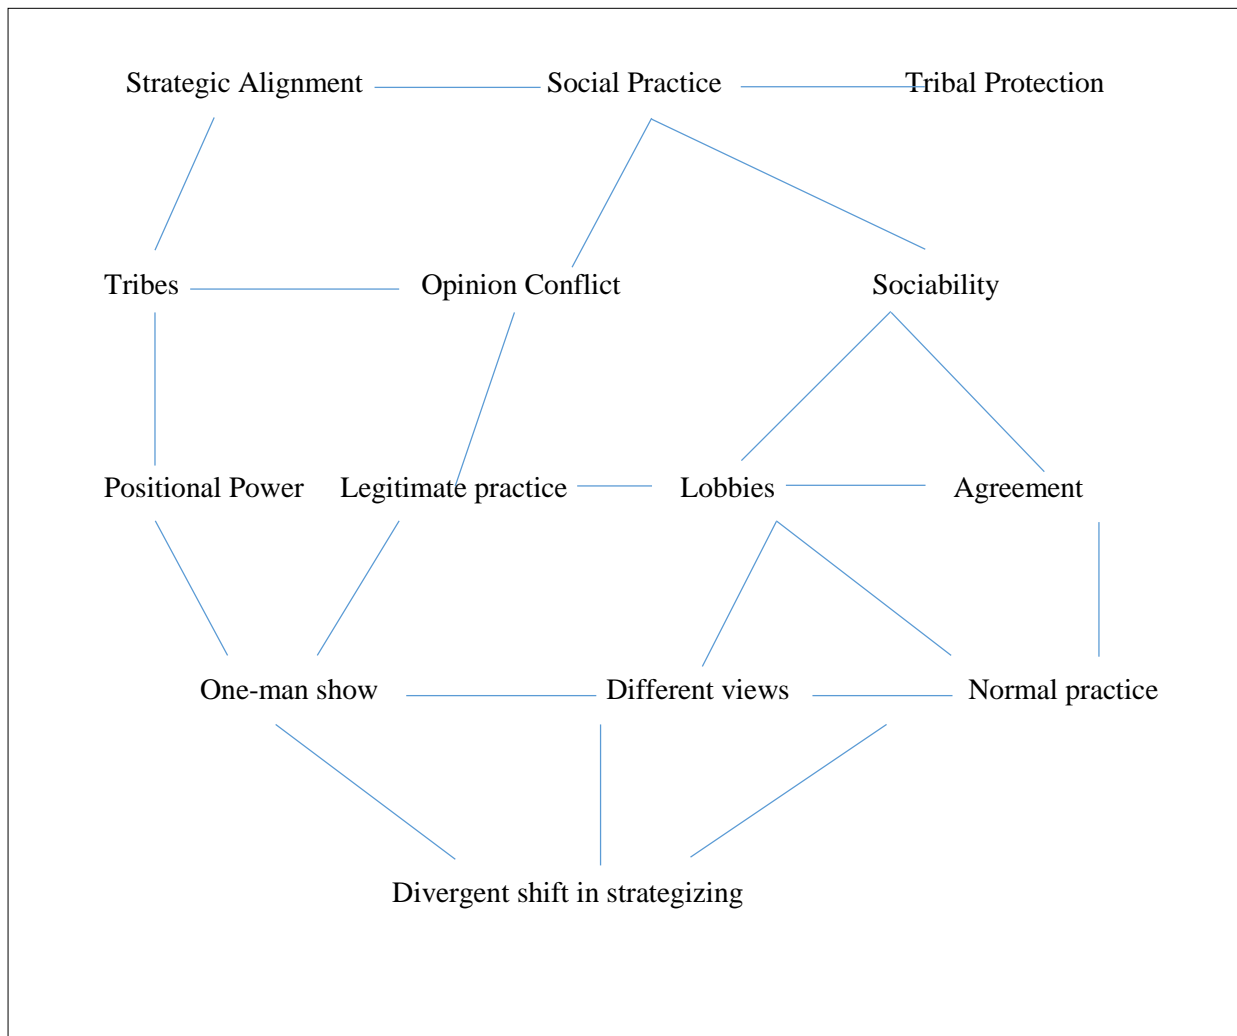 Strategic Alignment Social Practice Tribal Protection
Tribes Opinion Conflict Sociability
Positional Power Legitimate practice Lobbies Agreement
One-man show Different views Normal practice
Divergent shift in strategizing